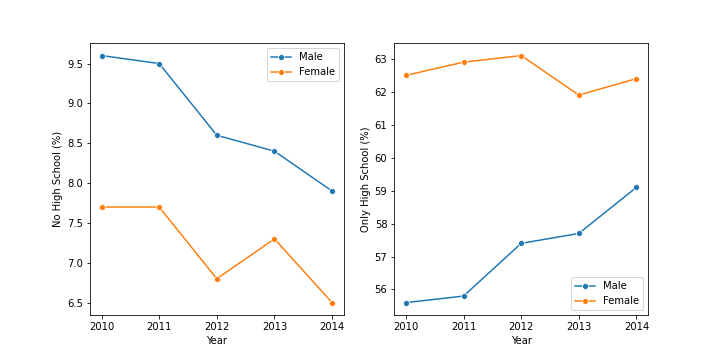 No High School (%)
9.5
9.0
8.5
8.0
7.5
7.0
6.5
2010 2011 2012 2013 2014
Year
Male
Female
Only High School (%)
63
62
61
60
59
58
57
56
2010 2011 2012 2013 2014
Year
Male
Female